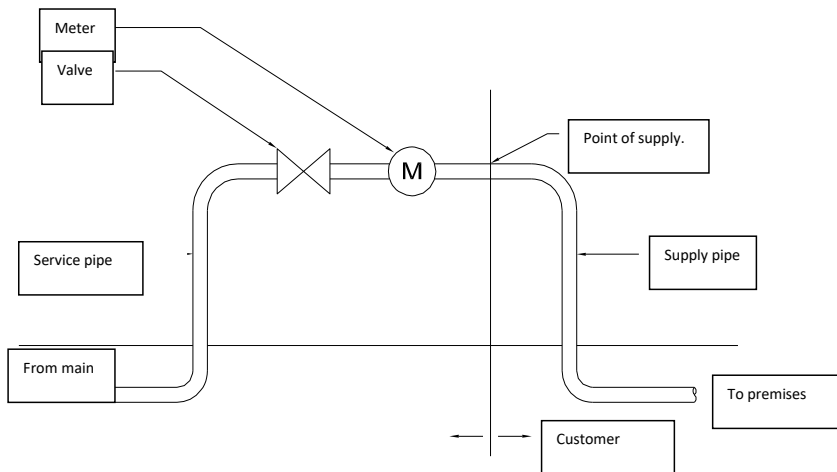 Meter
Valve
M
Point of supply.
Service pipe
Supply pipe
From main
To premises
Customer